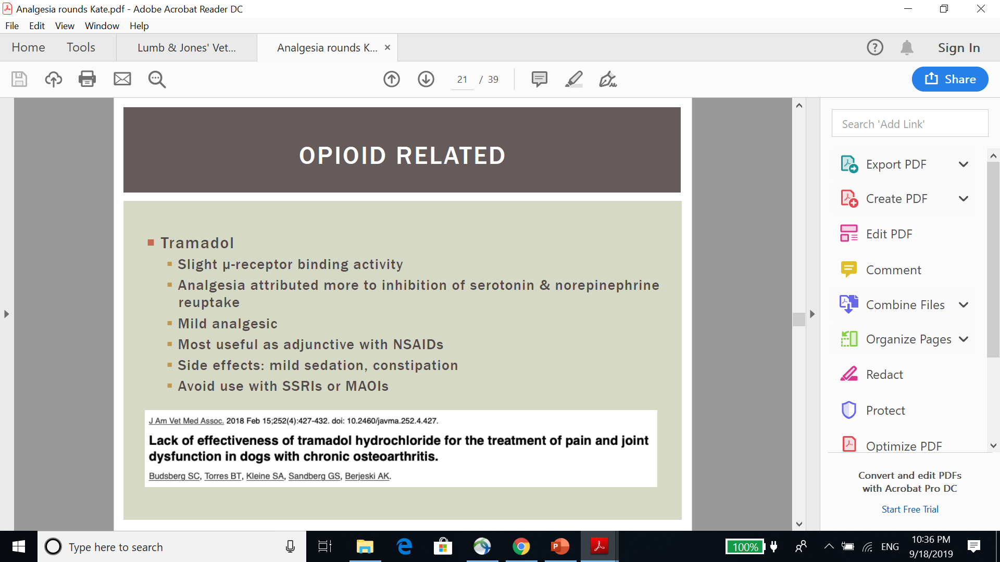 Analgesia rounds Kate.pdf - Adobe Acrobat Reader DC
File Edit View Window Help
Home Tools Lumb & Jones' Vet... Analgesia rounds K... Sign In
21 / 39 Share
OPIOID RELATED
Tramadol
Slight μ-receptor binding activity
Analgesia attributed more to inhibition of serotonin & norepinephrine
reuptake
Mild analgesic
Most useful as adjunctive with NSAIDs
Side effects: mild sedation, constipation
Avoid use with SSRIs or MAOIs
J Am Vet Med Assoc. 2018 Feb 15;252(4):427-432. doi: 10.2460/javma.252.4.427.
Lack of effectiveness of tramadol hydrochloride for the treatment of pain and joint
dysfunction in dogs with chronic osteoarthritis.
Budsberg SC, Torres BT, Kleine SA, Sandberg GS, Berjeski AK.
Search 'Add Link'
Export PDF
Create PDF
Edit PDF
Comment
Combine Files
Organize Pages
Redact
Protect
Optimize PDF
Convert and edit PDFs
with Acrobat Pro DC
Start Free Trial
Type here to search
100%
ENG
10:36 PM
9/18/2019